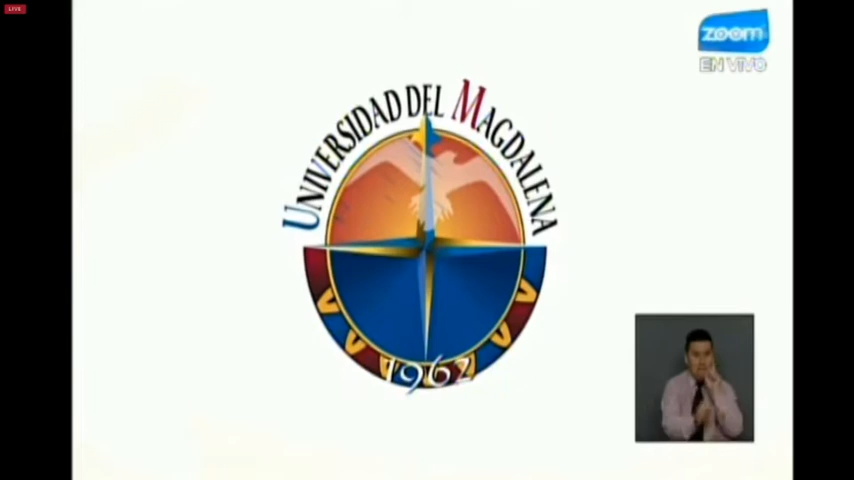 LIVE
zoom
EN VIVO
UNIVERSIDAD DEL MAGDALENA
1962